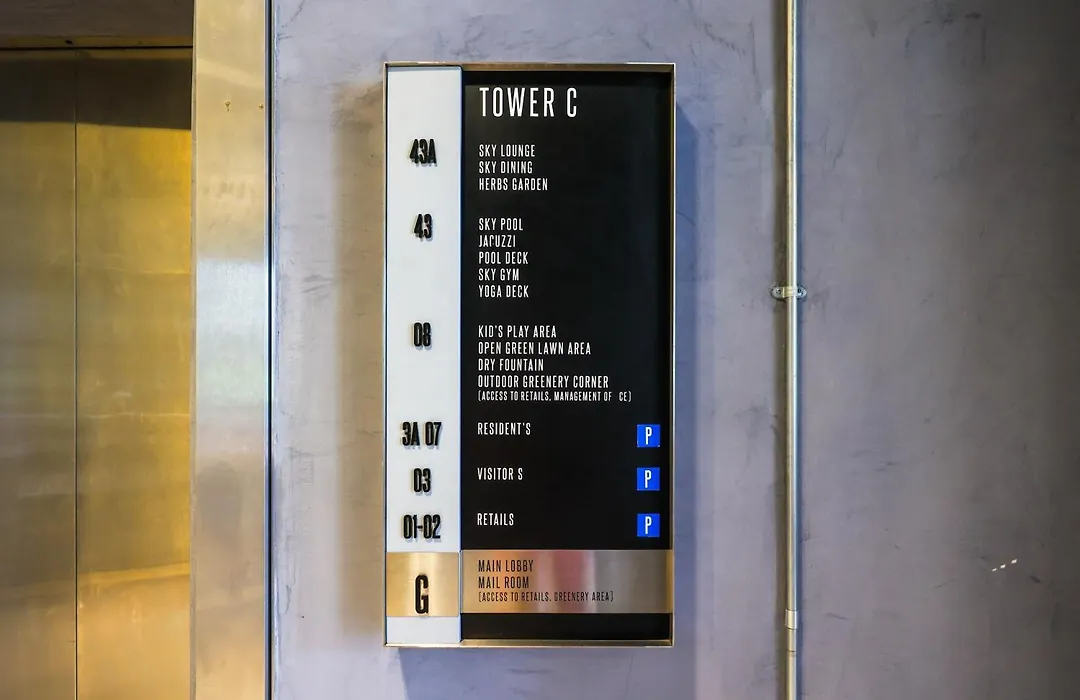 TOWER C
43A
SKY LOUNGE
SKY DINING
HERBS GARDEN
43
SKY POOL
JACUZZI
POOL DECK
SKY GYM
YOGA DECK
08
KID'S PLAY AREA
OPEN GREEN LAWN AREA
DRY FOUNTAIN
OUTDOOR GREENERY CORNER
(ACCESS TO RETAILS, MANAGEMENT OF CE)
3A 07 RESIDENT'S P
03 VISITOR S P
01-02 RETAILS P
G
MAIN LOBBY
MAIL ROOM
(ACCESS TO RETAILS, GREENERY AREA)